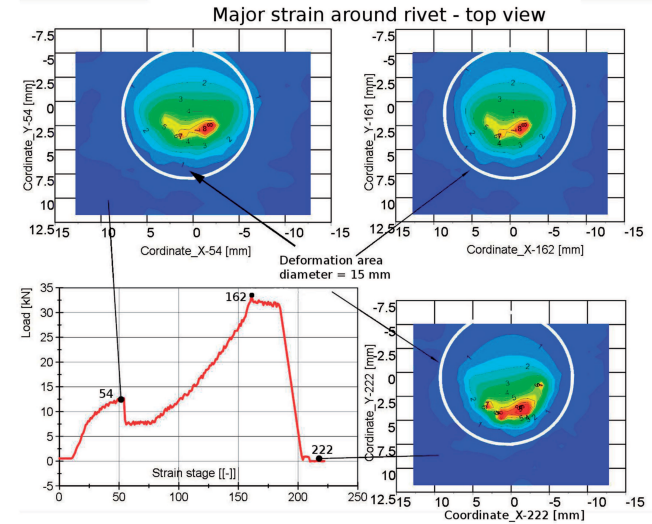 Major strain around rivet - top view
-7.5
-5
-2.5
0
2.5
5
7.5
10
12.5
Cordinate_Y-54 [mm]
15 10 5 0 -5 -10 -15
Cordinate_X-54 [mm]
-7.5
-5
-2.5
0
2.5
5
7.5
10
12.5
Cordinate_Y-161 [mm]
15 10 5 0 -5 -10 -15
Cordinate_X-162 [mm]
Deformation area
diameter = 15 mm
35
30
25
20
15
10
5
0
-5
Load [kN]
54
162
222
Strain stage [[-]]
0 50 100 150 200 250
-7.5
-5
-2.5
0
2.5
5
7.5
10
12.5
Cordinate_Y-222 [mm]
15 10 5 0 -5 -10 -15
Coordinate_X-222 [mm]